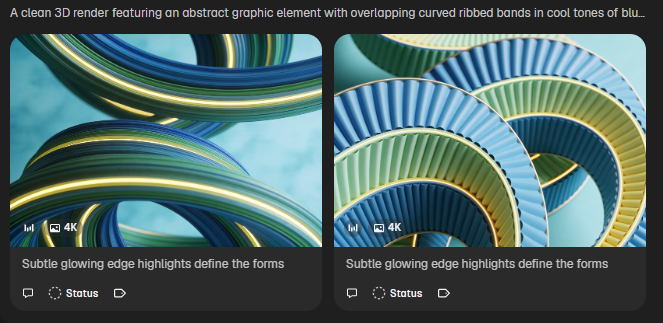 A clean 3D render featuring an abstract graphic element with overlapping curved ribbed bands in cool tones of blu...
4K
4K
Subtle glowing edge highlights define the forms
Subtle glowing edge highlights define the forms
Status
Status